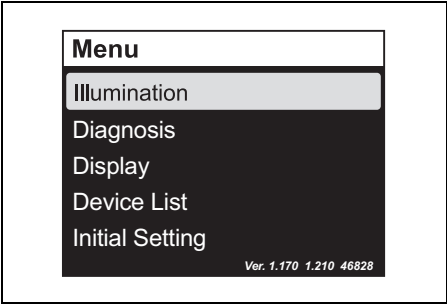 Menu
Illumination
Diagnosis
Display
Device List
Initial Setting
Ver. 1.170 1.210 46828